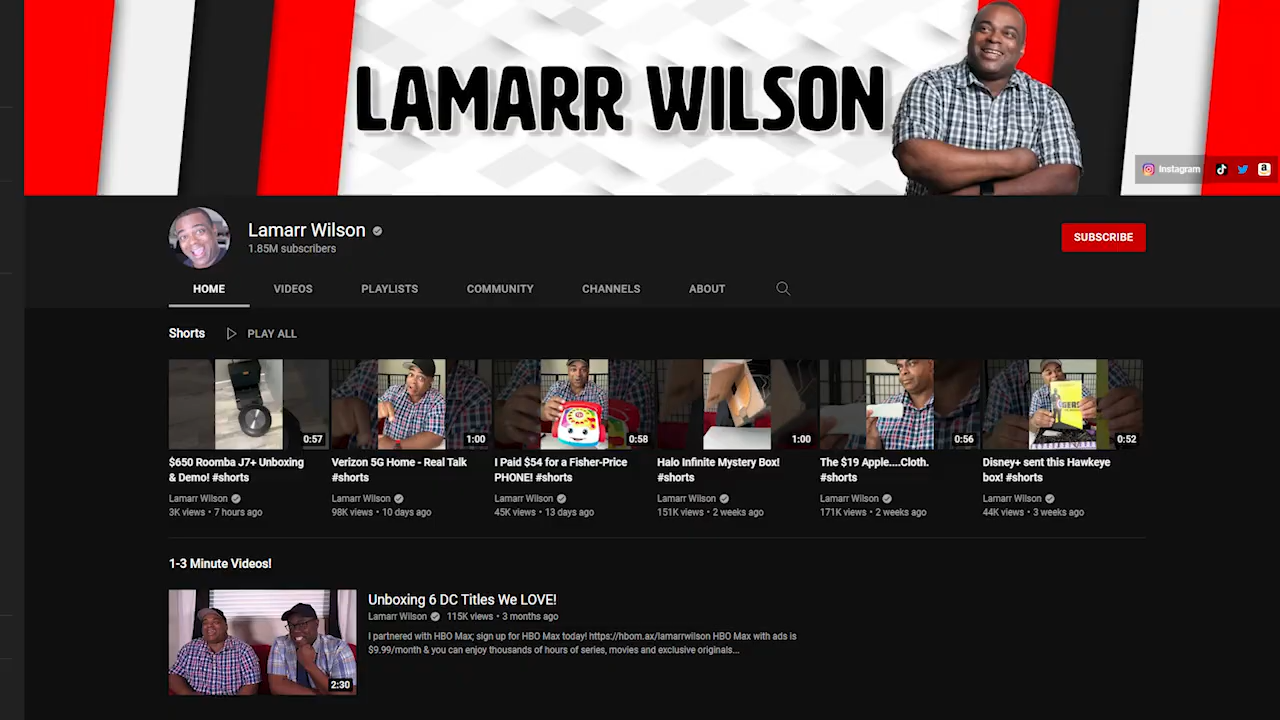 LAMARR WILSON
Instagram
Lamarr Wilson
1.85M subscribers
SUBSCRIBE
HOME
VIDEOS
PLAYLISTS
COMMUNITY
CHANNELS
ABOUT
Shorts
PLAY ALL
0:57
1:00
0:58
1:00
0:56
0:52
$650 Roomba J7+ Unboxing
& Demo! #shorts
Lamarr Wilson
3K views • 7 hours ago
Verizon 5G Home - Real Talk
#shorts
Lamarr Wilson
98K views • 10 days ago
I Paid $54 for a Fisher-Price
PHONE! #shorts
Lamarr Wilson
45K views • 13 days ago
Halo Infinite Mystery Box!
#shorts
Lamarr Wilson
151K views • 2 weeks ago
The $19 Apple....Cloth.
#shorts
Lamarr Wilson
171K views • 2 weeks ago
Disney+ sent this Hawkeye
box! #shorts
Lamarr Wilson
44K views • 3 weeks ago
1-3 Minute Videos!
2:30
Unboxing 6 DC Titles We LOVE!
Lamarr Wilson 115K views • 3 months ago
I partnered with HBO Max; sign up for HBO Max today! https://hbom.ax/lamarrwilson HBO Max with ads is
$9.99/month & you can enjoy thousands of hours of series, movies and exclusive originals...